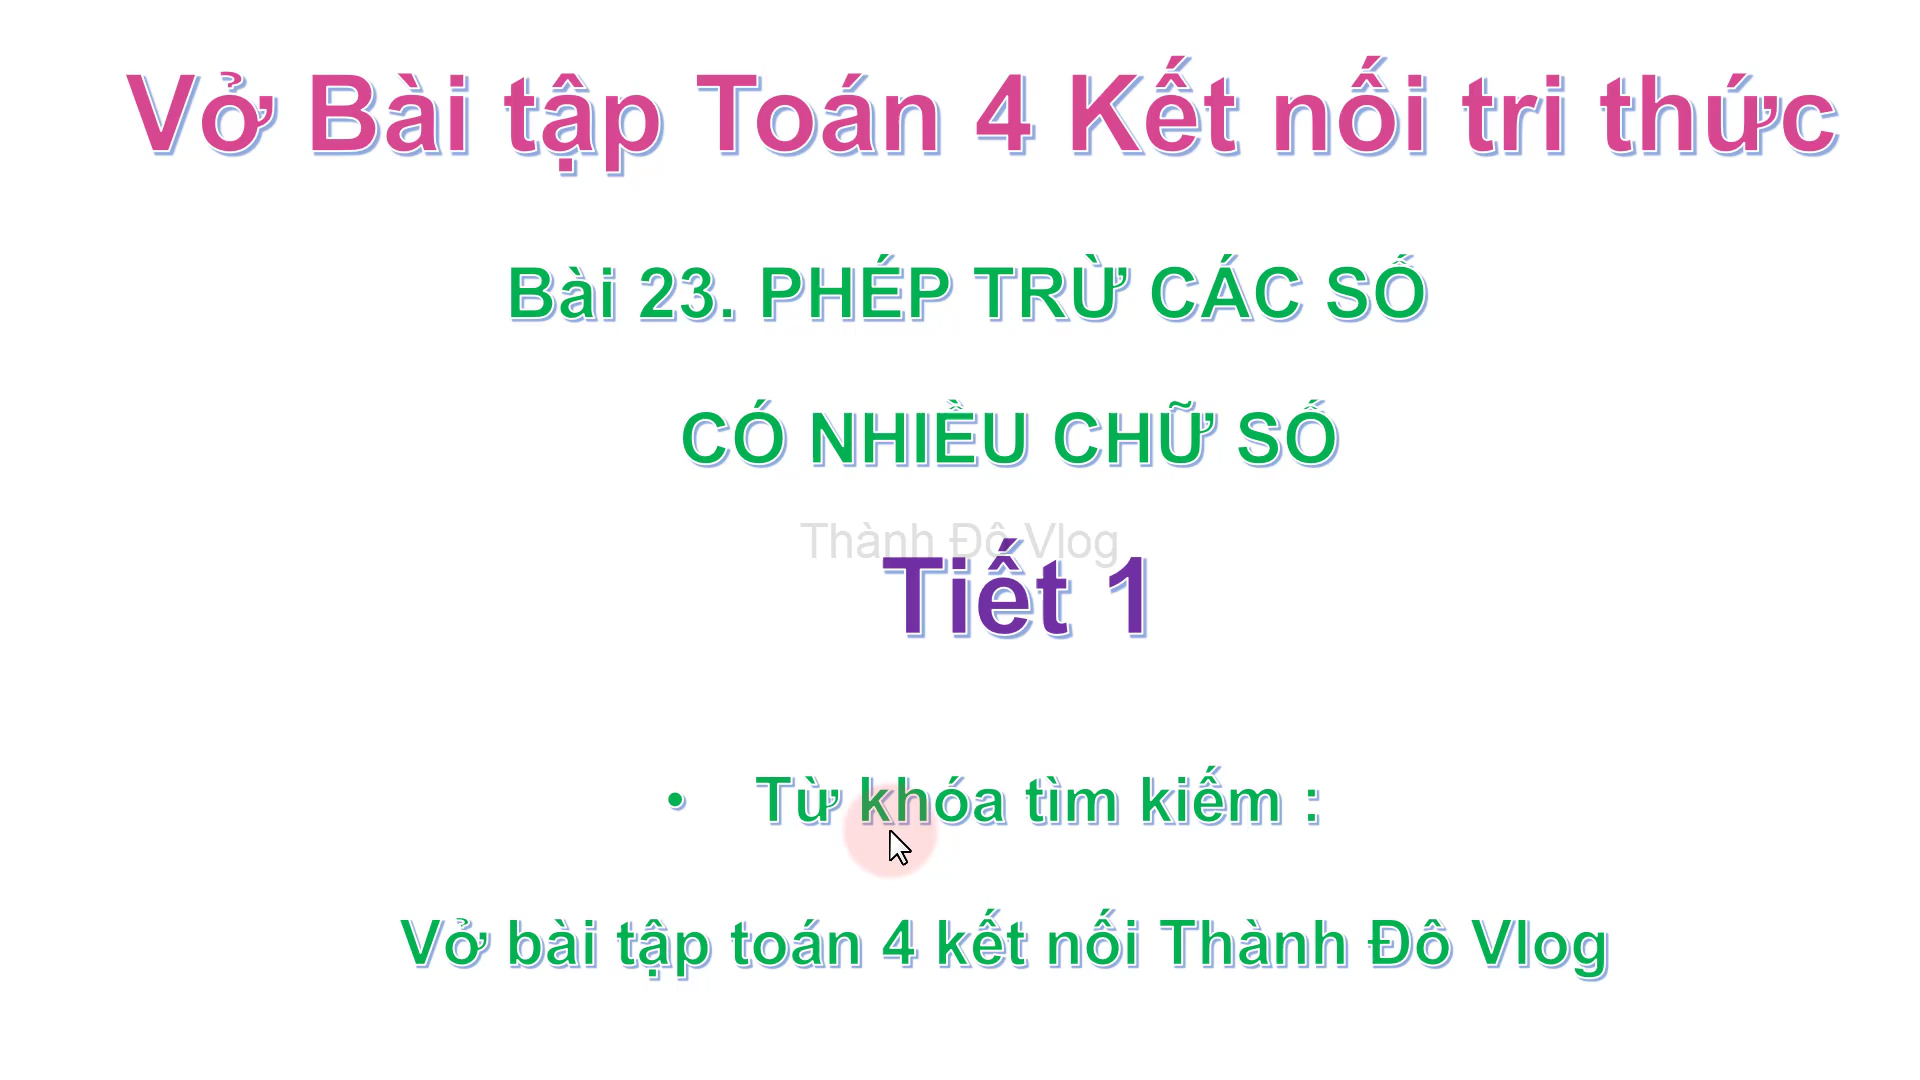 Vở Bài tập Toán 4 Kết nối tri thức
Bài 23. PHÉP TRỪ CÁC SỐ
CÓ NHIỀU CHỮ SỐ
Thành Đô Vlog
Tiết 1
• Từ khóa tìm kiếm :
Vở bài tập toán 4 kết nối Thành Đô Vlog